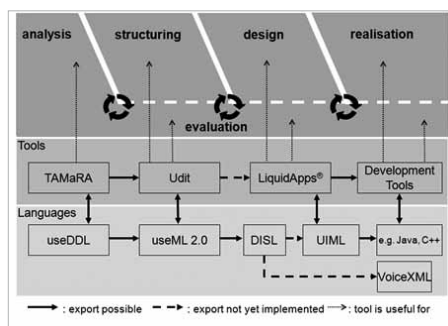 analysis structuring design realisation
evaluation
Tools
TAMaRA Udit LiquidApps® Development Tools
Languages
useDDL useML 2.0 DISL UIML e.g. Java, C++
VoiceXML
: export possible : export not yet implemented : tool is useful for